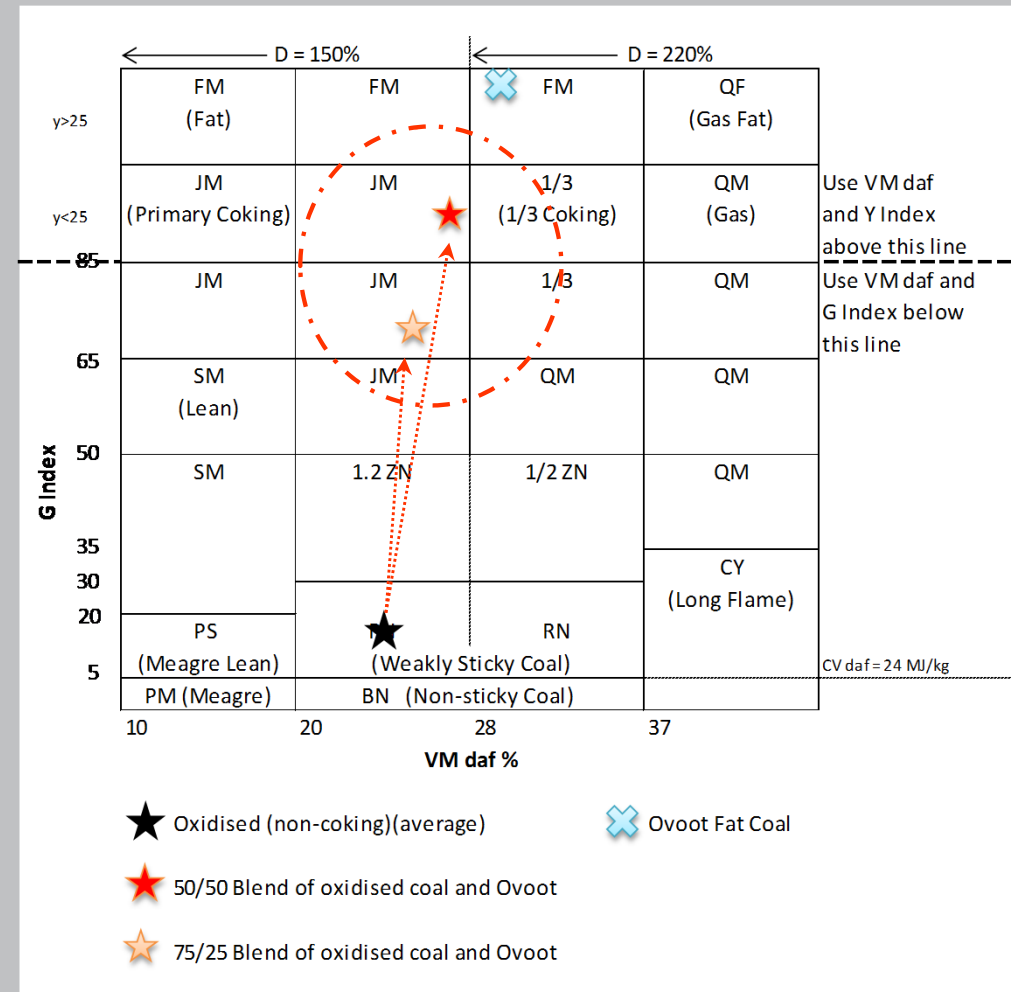 D = 150%
D = 220%
FM
FM
FM
QF
(Fat)
(Gas Fat)
y>25
JM
JM
1/3
QM
Use VM daf
(Primary Coking)
(1/3 Coking)
(Gas)
and Y Index
y<25
above this line
85
JM
JM
1/3
QM
Use VM daf and
G Index below
this line
65
SM
JM
QM
QM
(Lean)
50
SM
1.2 ZN
1/2 ZN
QM
G Index
35
CY
30
(Long Flame)
20
PS
RN
(Meagre Lean)
(Weakly Sticky Coal)
CV daf = 24 MJ/kg
5
PM (Meagre)
BN (Non-sticky Coal)
10
20
28
37
VM daf %
Oxidised (non-coking)(average)
Ovoot Fat Coal
50/50 Blend of oxidised coal and Ovoot
75/25 Blend of oxidised coal and Ovoot